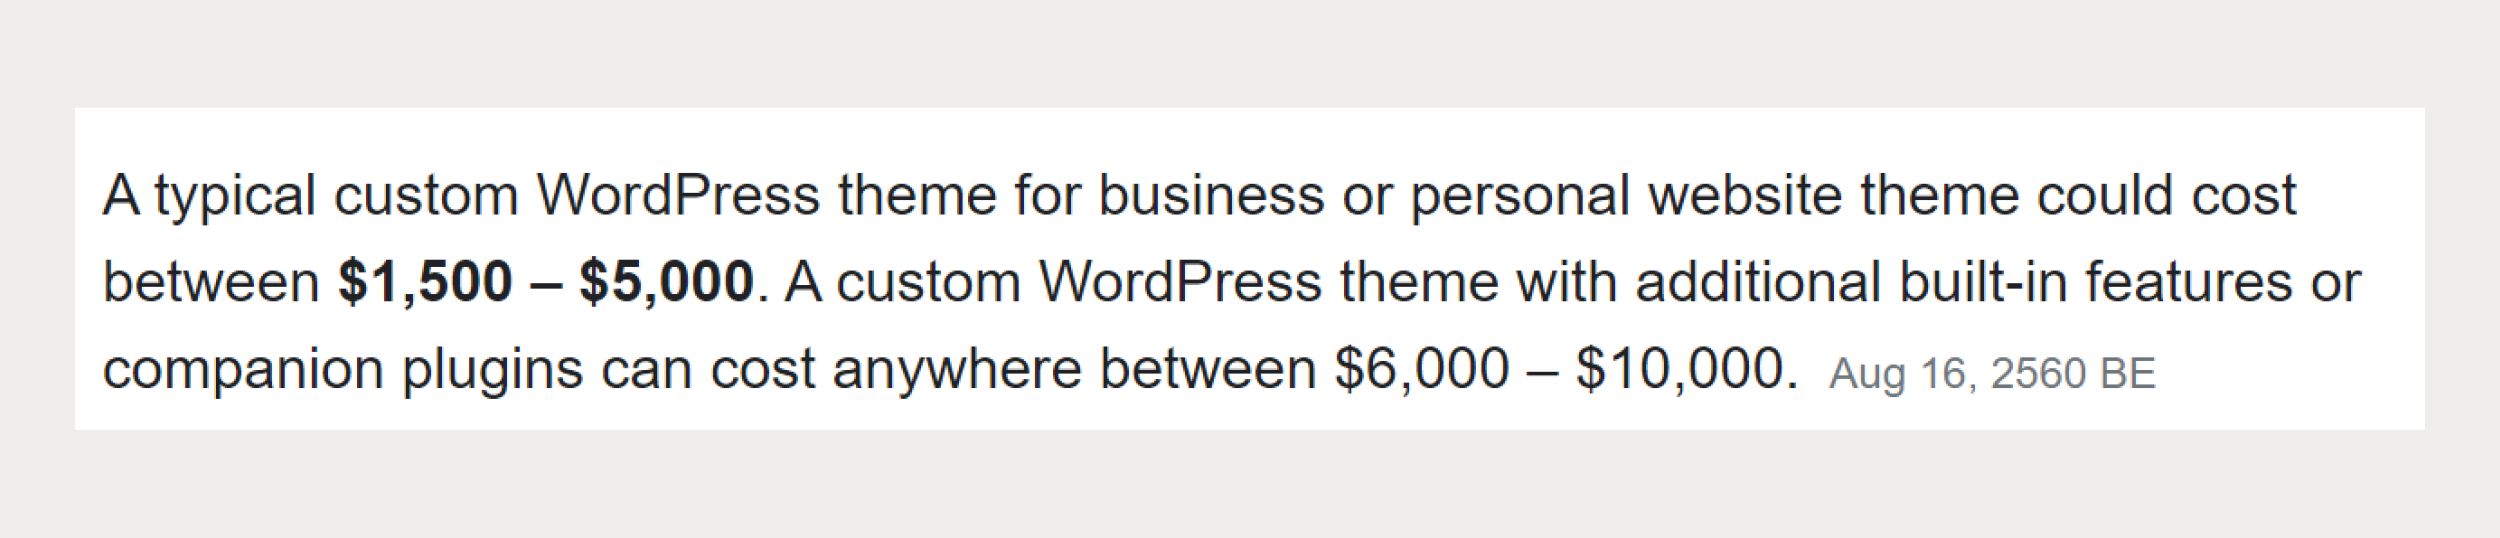 A typical custom WordPress theme for business or personal website theme could cost
between $1,500 – $5,000. A custom WordPress theme with additional built-in features or
companion plugins can cost anywhere between $6,000 – $10,000. Aug 16, 2560 BE